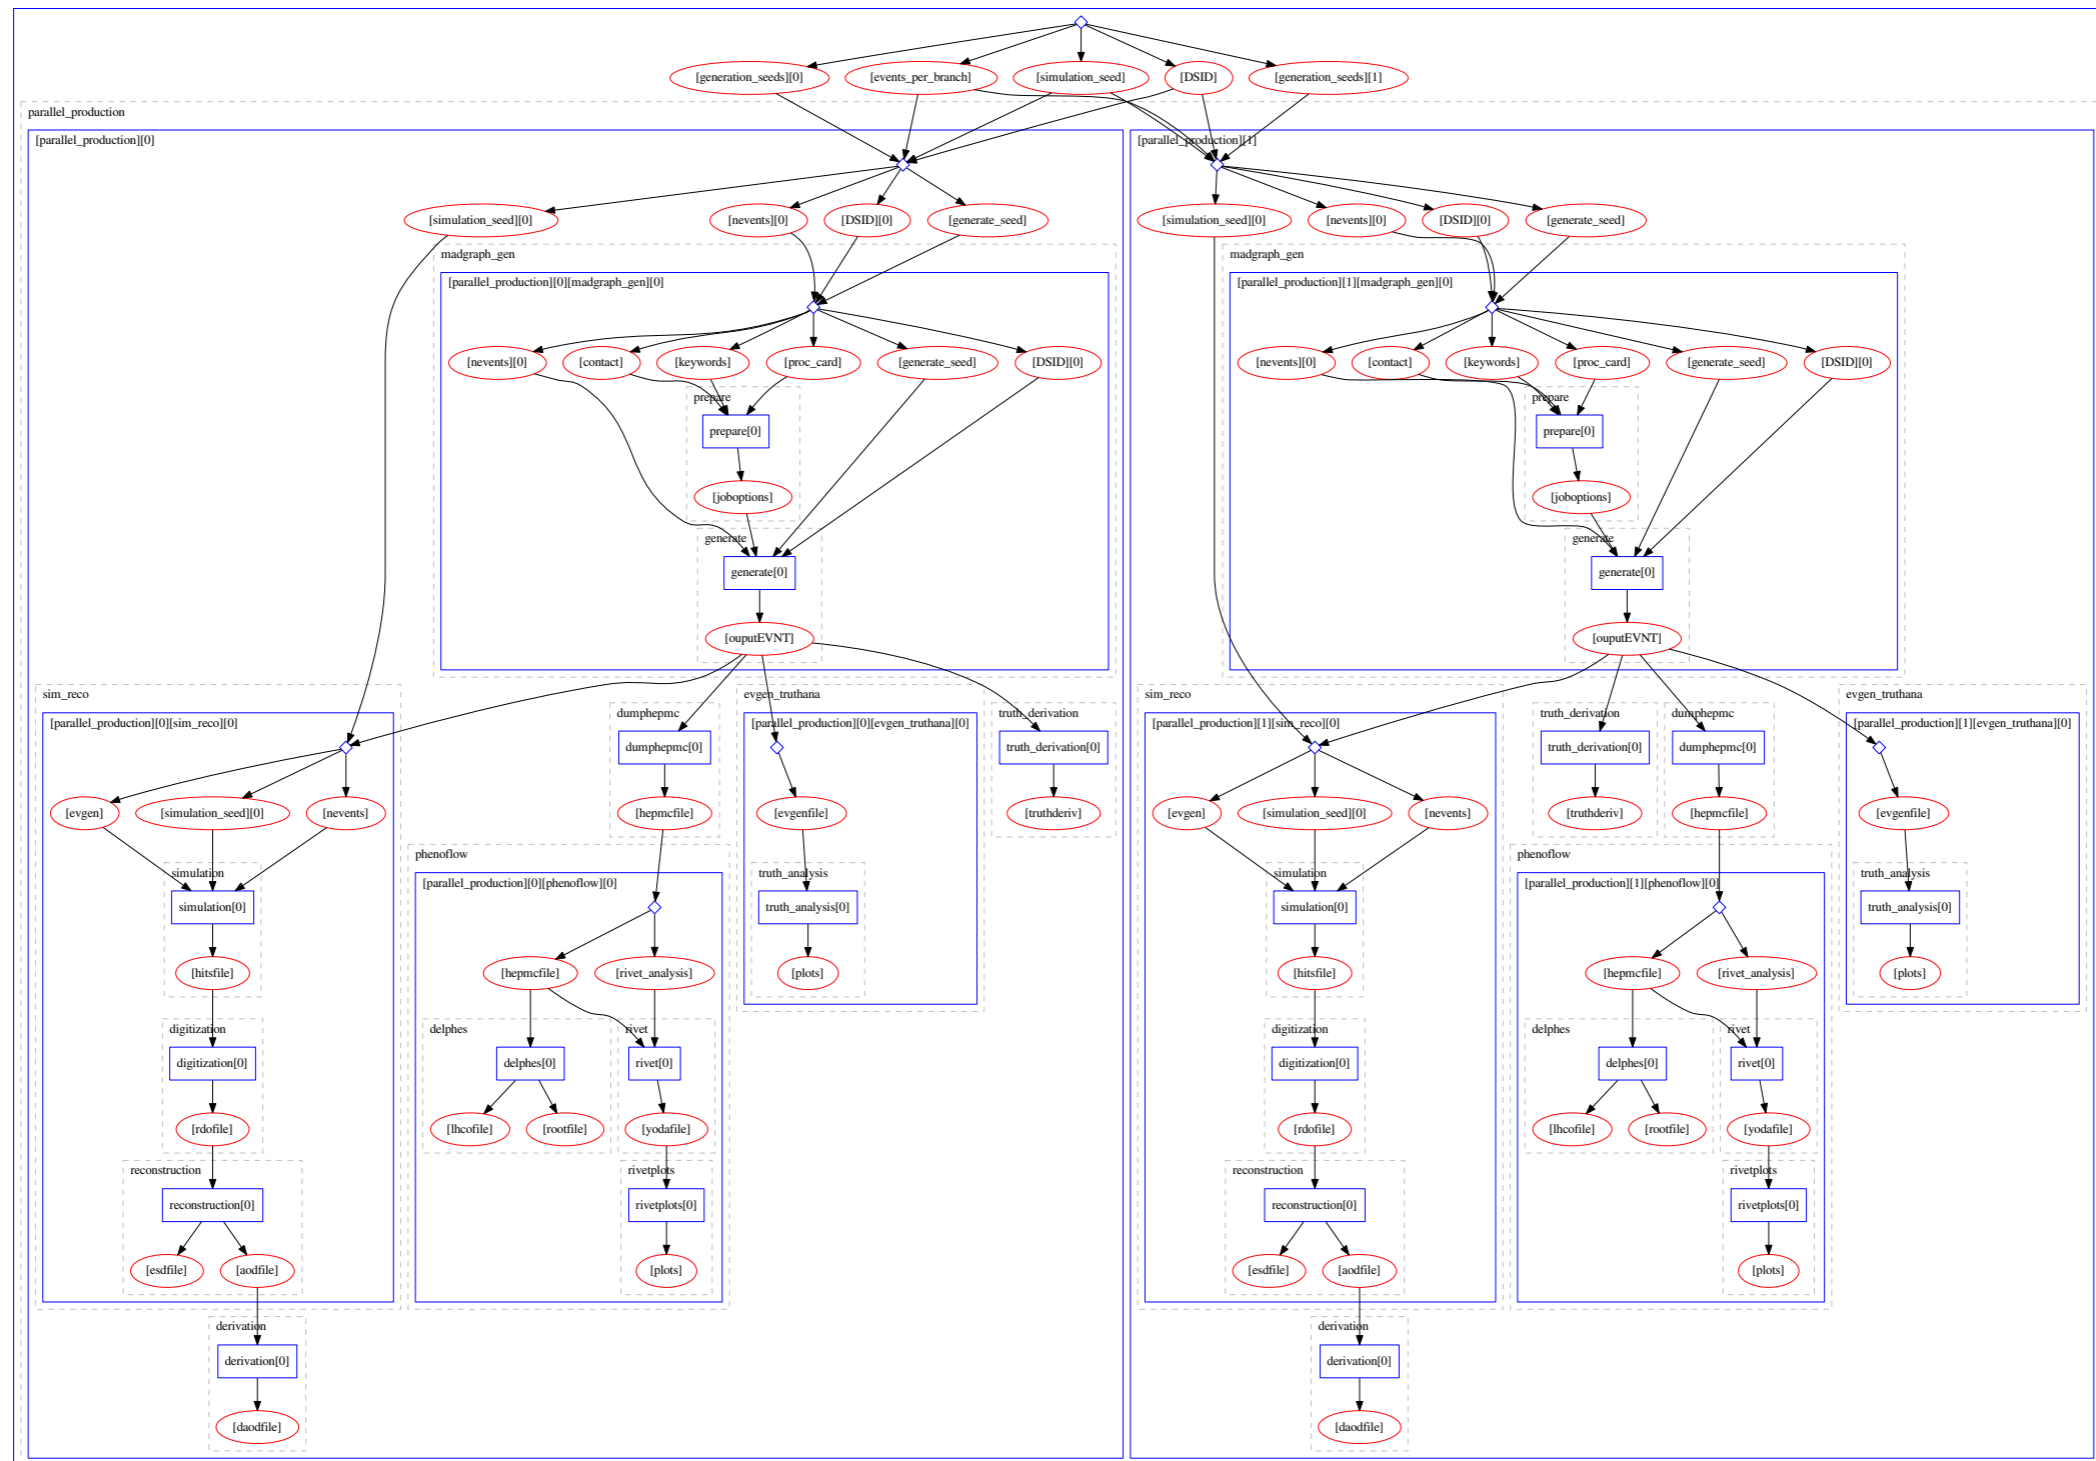 [generation_seeds][0]
[events_per_branch]
[simulation_seed]
[DSID]
[generation_seeds][1]
parallel_production
[parallel_production][0]
[parallel_production][1]
[simulation_seed][0]
[nevents][0]
[DSID][0]
[generate_seed]
[simulation_seed][0]
[nevents][0]
[DSID][0]
[generate_seed]
madgraph_gen
madgraph_gen
[parallel_production][0][madgraph_gen][0]
[parallel_production][1][madgraph_gen][0]
[nevents][0]
[contact]
[keywords]
[proc_card]
[generate_seed]
[DSID][0]
[nevents][0]
[contact]
[keywords]
[proc_card]
[generate_seed]
[DSID][0]
prepare
prepare
prepare[0]
prepare[0]
[joboptions]
[joboptions]
generate
generate
generate[0]
generate[0]
[ouputEVNT]
[ouputEVNT]
sim_reco
evgen_truthana
sim_reco
evgen_truthana
dumphepmc
truth_derivation
truth_derivation
dumphepmc
[parallel_production][0][sim_reco][0]
[parallel_production][0][evgen_truthana][0]
[parallel_production][1][sim_reco][0]
[parallel_production][1][evgen_truthana][0]
dumphepmc[0]
truth_derivation[0]
truth_derivation[0]
dumphepmc[0]
[evgen]
[simulation_seed][0]
[nevents]
[hepmcfile]
[evgenfile]
[truthderiv]
[evgen]
[simulation_seed][0]
[nevents]
[truthderiv]
[hepmcfile]
[evgenfile]
phenoflow
phenoflow
simulation
truth_analysis
simulation
truth_analysis
[parallel_production][0][phenoflow][0]
[parallel_production][1][phenoflow][0]
simulation[0]
truth_analysis[0]
simulation[0]
truth_analysis[0]
[hitsfile]
[hepmcfile]
[rivet_analysis]
[plots]
[hitsfile]
[hepmcfile]
[rivet_analysis]
[plots]
digitization
delphes
rivet
digitization
delphes
rivet
digitization[0]
delphes[0]
rivet[0]
digitization[0]
delphes[0]
rivet[0]
[rdofile]
[lhcofile]
[rootfile]
[yodafile]
[rdofile]
[lhcofile]
[rootfile]
[yodafile]
reconstruction
rivetplots
reconstruction
rivetplots
reconstruction[0]
rivetplots[0]
reconstruction[0]
rivetplots[0]
[esdfile]
[aodfile]
[plots]
[esdfile]
[aodfile]
[plots]
derivation
derivation
derivation[0]
derivation[0]
[daodfile]
[daodfile]